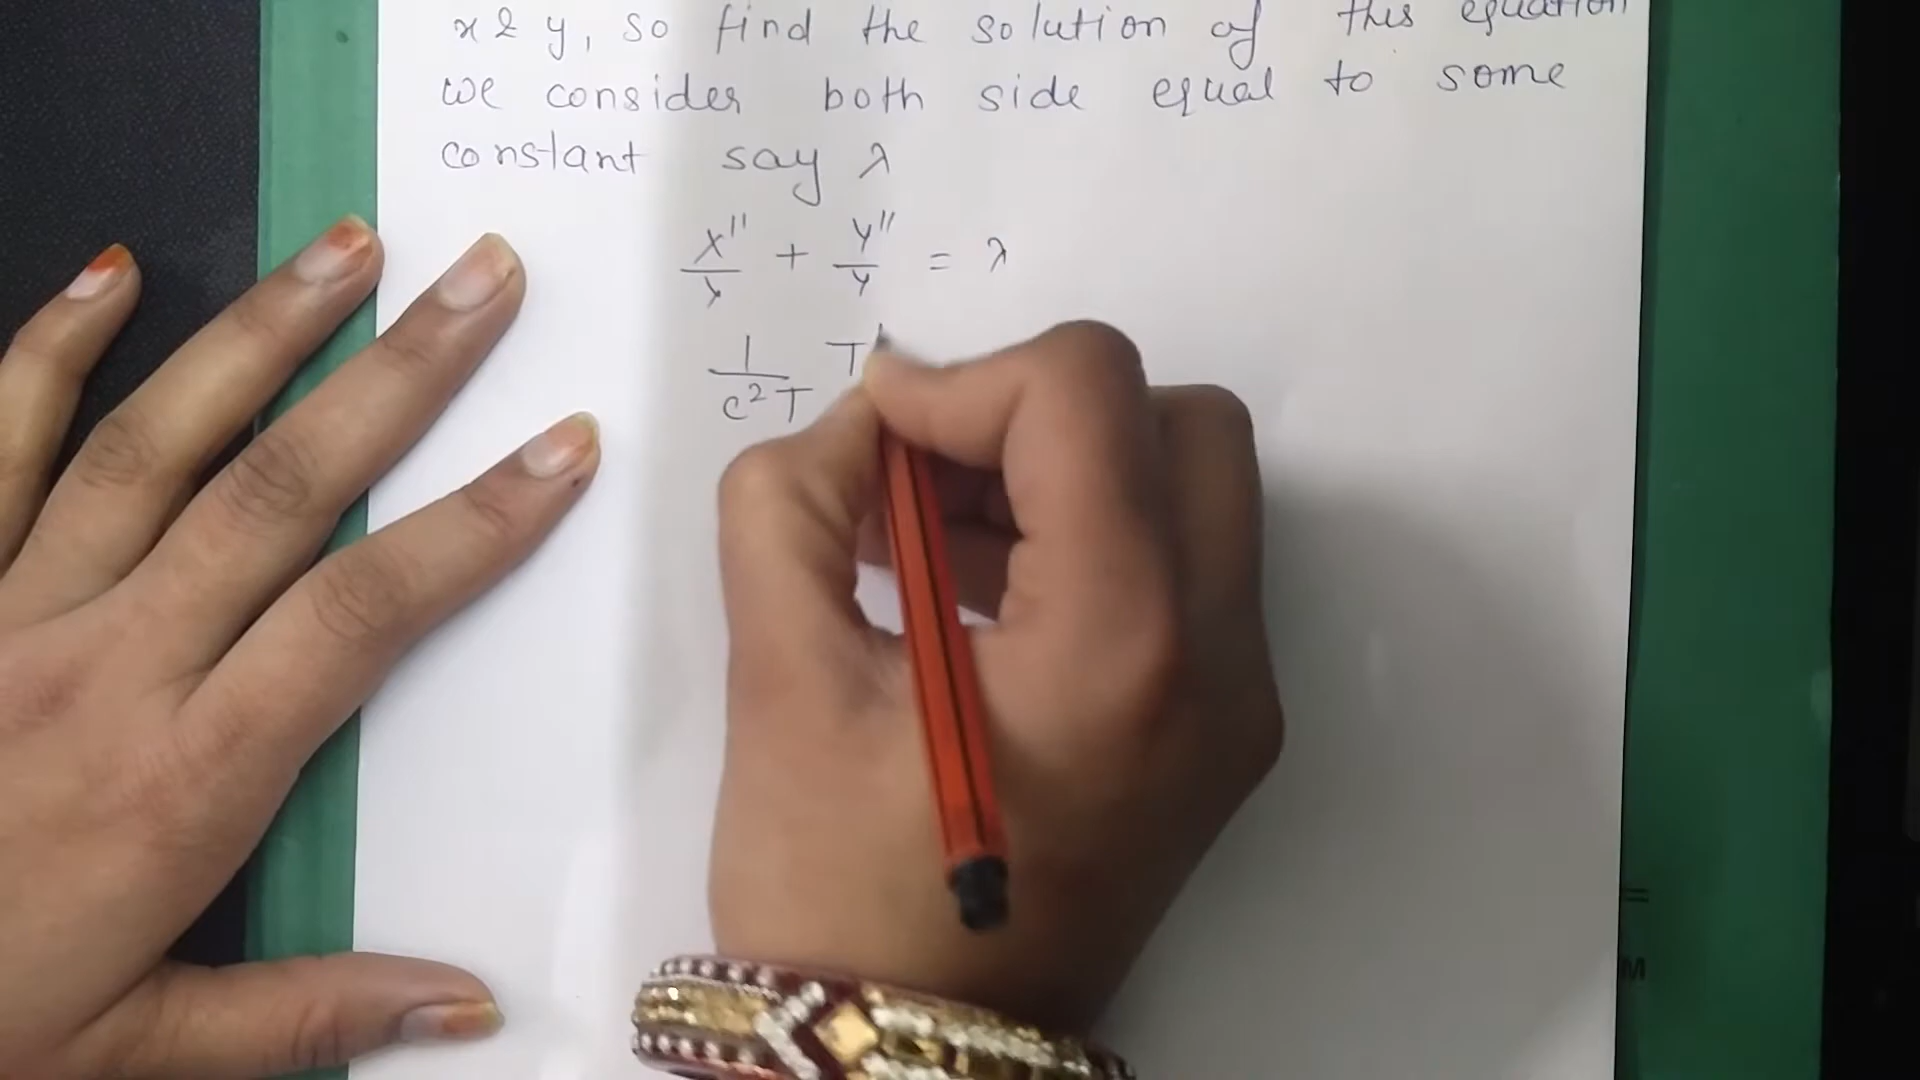 x & y, so find the solution of this equation
we consider both side equal to some
constant say λ
X''/X + Y''/Y = λ
1/c²T T'
=
M